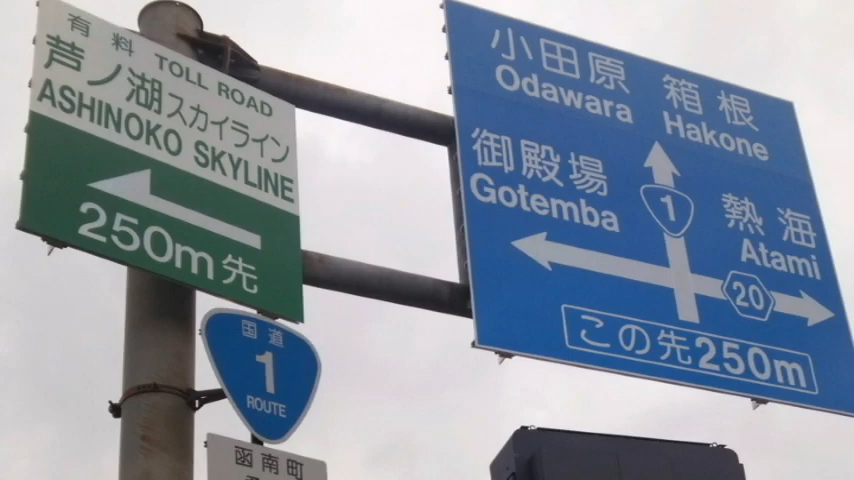 有料 TOLL ROAD
芦ノ湖スカイライン
ASHINOKO SKYLINE
250m先
国道
1
ROUTE
函南町
小田原 箱根
Odawara Hakone
御殿場
Gotemba
1
熱海
Atami
20
この先250m